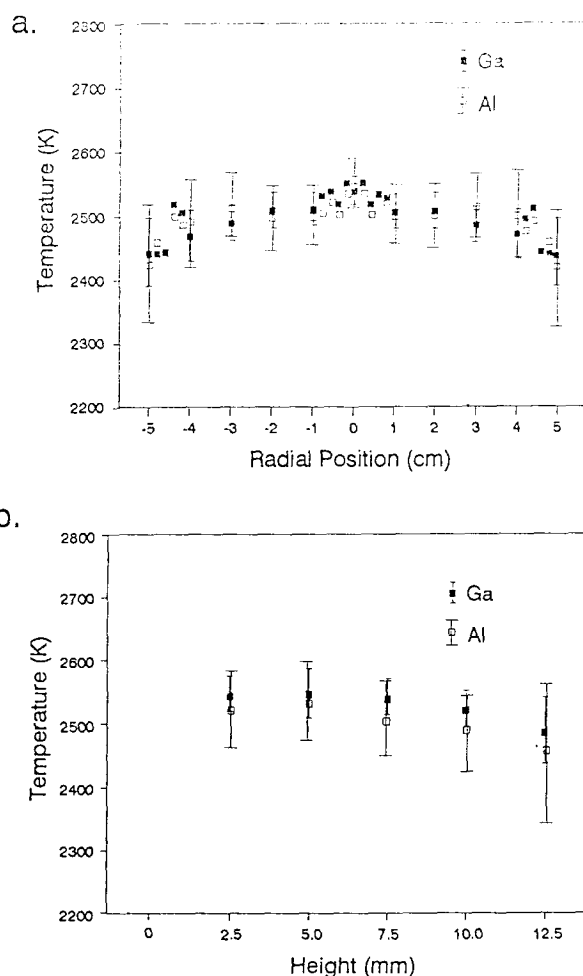 a.
2300
2700
2600
2500
2400
2300
2200
Temperature (K)
Ga
Al
-5 -4 -3 -2 -1 0 1 2 3 4 5
Radial Position (cm)
b.
2800
2700
2600
2500
2400
2300
2200
Temperature (K)
Ga
Al
0 2.5 5.0 7.5 10.0 12.5
Height (mm)